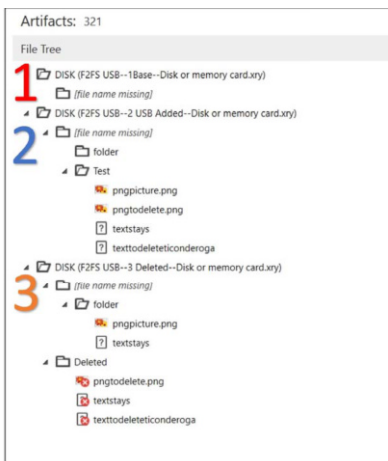 Artifacts: 321
File Tree
1
DISK (F2FS USB--1Base--Disk or memory card.xry)
[file name missing]
DISK (F2FS USB--2 USB Added--Disk or memory card.xry)
2
[file name missing]
folder
Test
pngpicture.png
pngtodelete.png
textstays
texttodeleteticonderoga
DISK (F2FS USB--3 Deleted--Disk or memory card.xry)
3
[file name missing]
folder
pngpicture.png
textstays
Deleted
pngtodelete.png
textstays
texttodeleteticonderoga